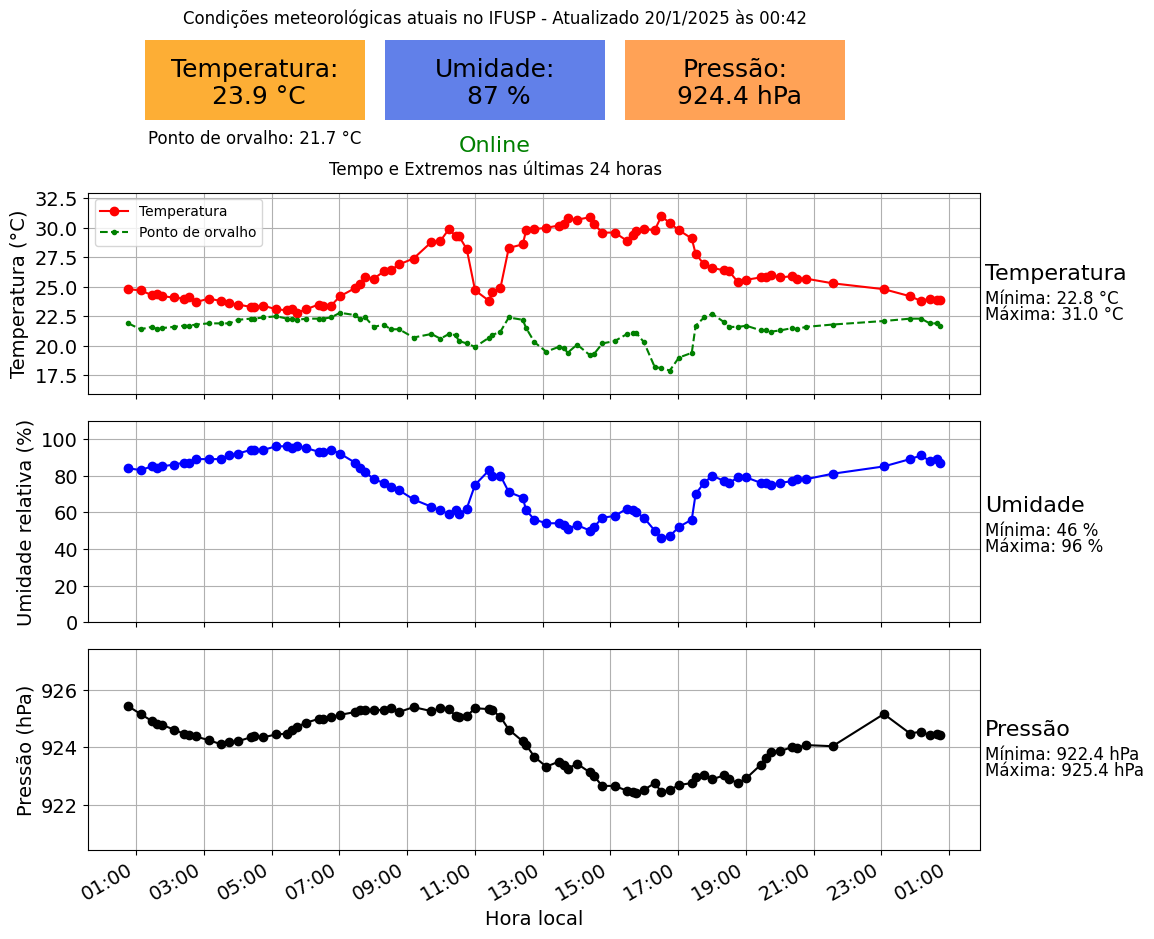 Condições meteorológicas atuais no IFUSP - Atualizado 20/1/2025 às 00:42
Temperatura:
23.9 °C
Umidade:
87 %
Pressão:
924.4 hPa
Ponto de orvalho: 21.7 °C
Online
Tempo e Extremos nas últimas 24 horas
Temperatura (°C)
32.5
30.0
27.5
25.0
22.5
20.0
17.5
Temperatura
Ponto de orvalho
Temperatura
Mínima: 22.8 °C
Máxima: 31.0 °C
Umidade relativa (%)
100
80
60
40
20
0
Umidade
Mínima: 46 %
Máxima: 96 %
Pressão (hPa)
926
924
922
Pressão
Mínima: 922.4 hPa
Máxima: 925.4 hPa
01:00 03:00 05:00 07:00 09:00 11:00 13:00 15:00 17:00 19:00 21:00 23:00 01:00
Hora local